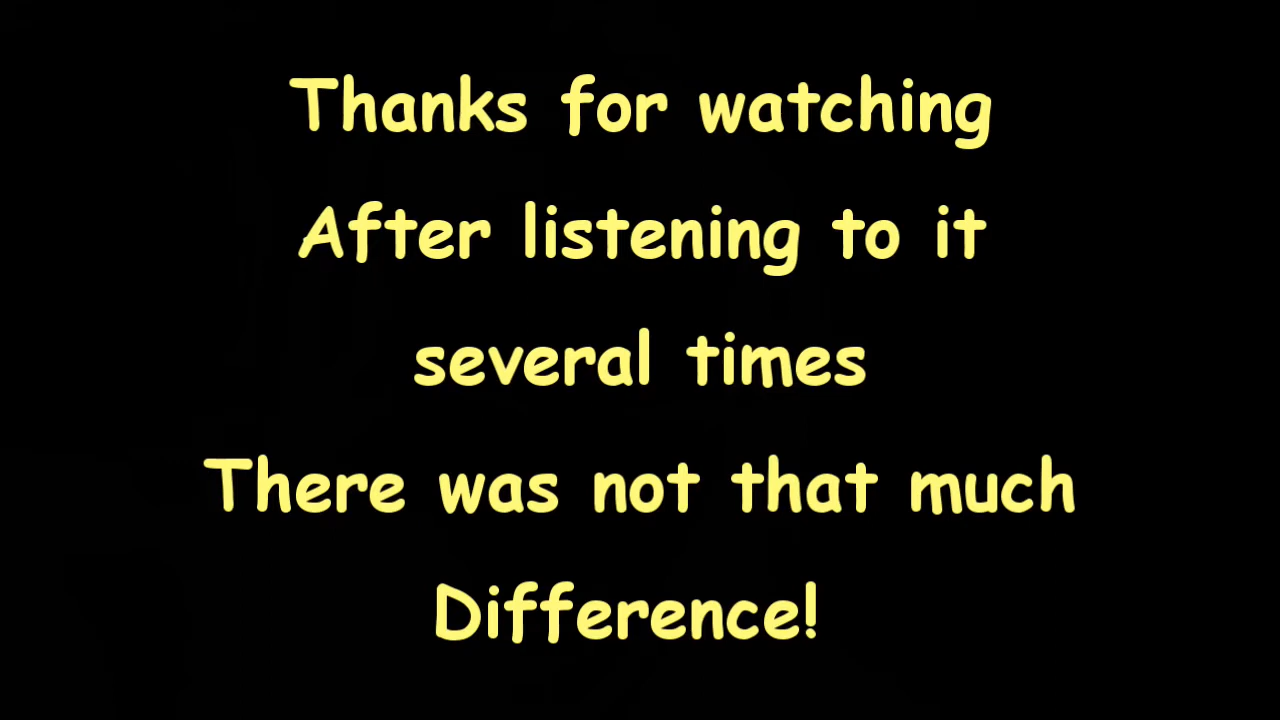 Thanks for watching
After listening to it
several times
There was not that much
Difference!